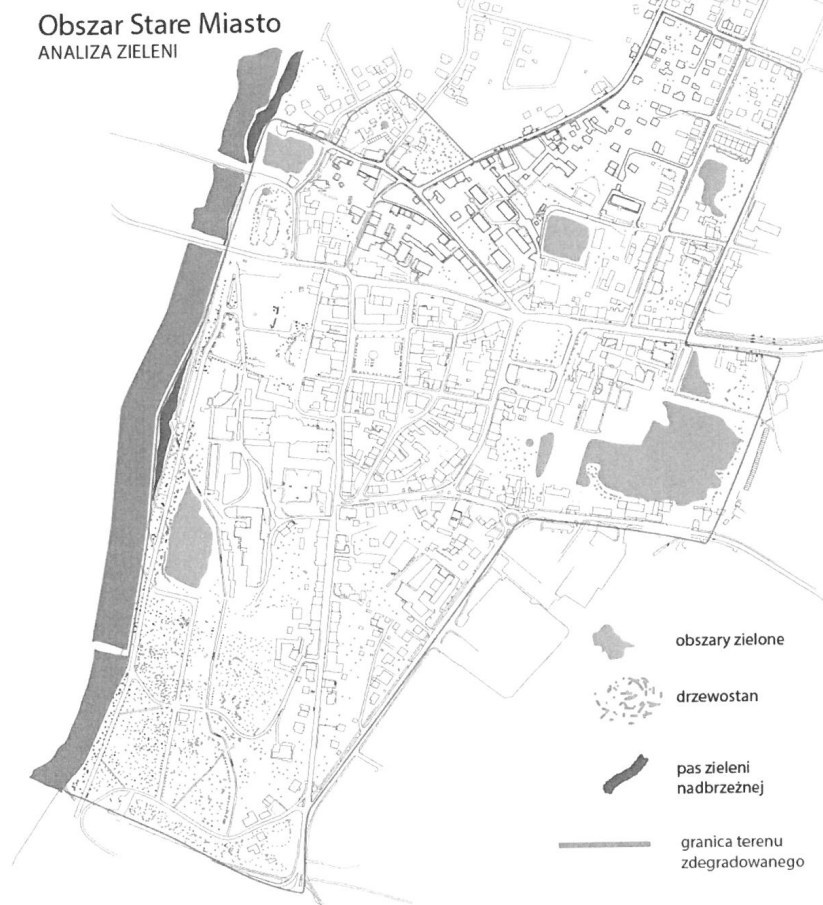 Obszar Stare Miasto
ANALIZA ZIELENI
obszary zielone
drzewostan
pas zieleni
nadbrzeżnej
granica terenu
zdegradowanego